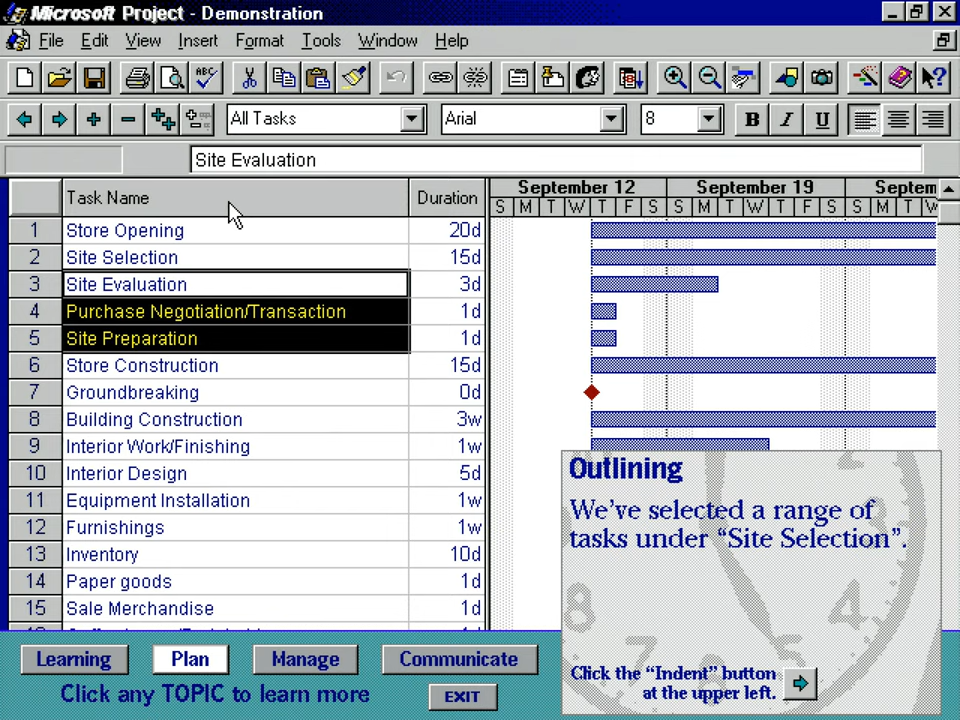 Microsoft Project - Demonstration
File Edit View Insert Format Tools Window Help
All Tasks Arial 8 B I U
Site Evaluation
Task Name Duration September 12 September 19 Septem
S M T W T F S S M T W T F S S M T W
1 Store Opening 20d
2 Site Selection 15d
3 Site Evaluation 3d
4 Purchase Negotiation/Transaction 1d
5 Site Preparation 1d
6 Store Construction 15d
7 Groundbreaking 0d
8 Building Construction 3w
9 Interior Work/Finishing 1w
10 Interior Design 5d
11 Equipment Installation 1w
12 Furnishings 1w
13 Inventory 10d
14 Paper goods 1d
15 Sale Merchandise 1d
Outlining
We've selected a range of
tasks under “Site Selection”.
Click the “Indent” button
at the upper left.
Learning Plan Manage Communicate
Click any TOPIC to learn more EXIT